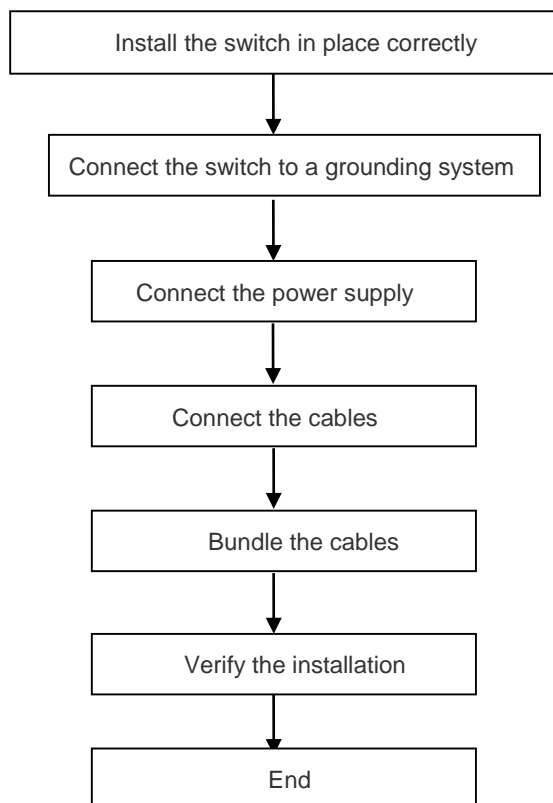 Install the switch in place correctly
Connect the switch to a grounding system
Connect the power supply
Connect the cables
Bundle the cables
Verify the installation
End